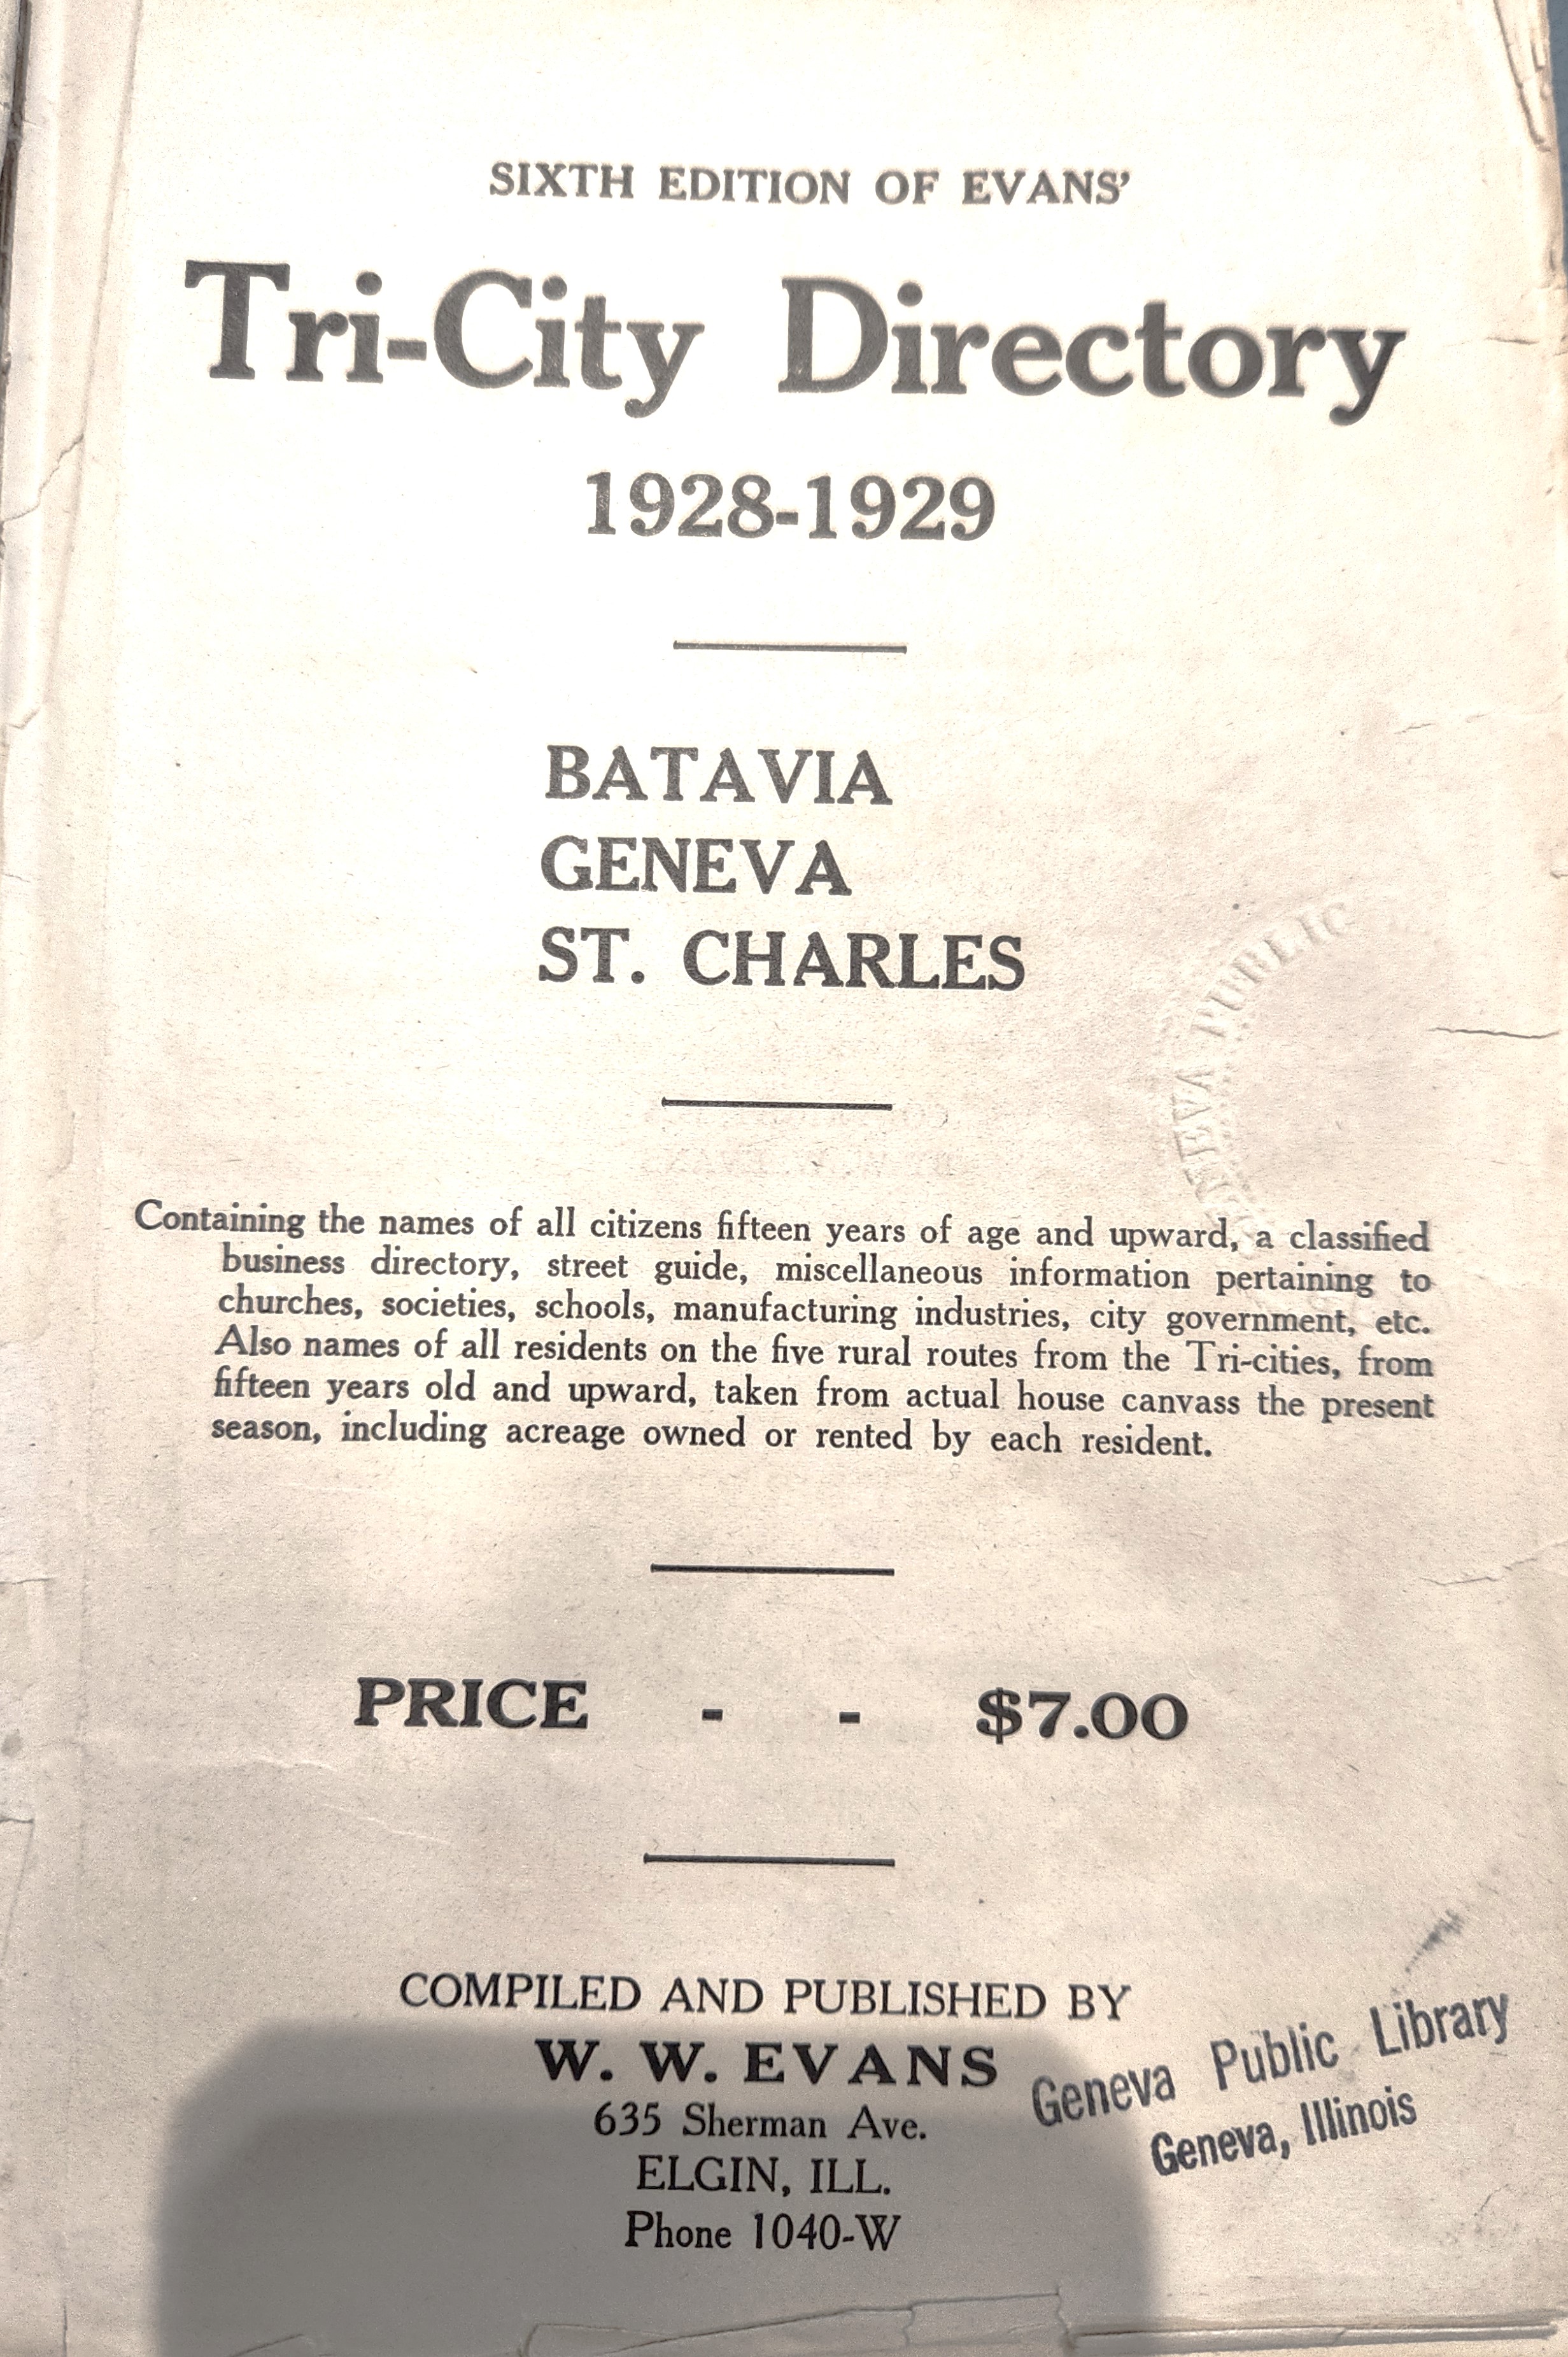 SIXTH EDITION OF EVANS'
Tri-City Directory
1928-1929
BATAVIA
GENEVA
ST. CHARLES
EVA PUBLIC
Containing the names of all citizens fifteen years of age and upward, a classified
business directory, street guide, miscellaneous information pertaining to
churches, societies, schools, manufacturing industries, city government, etc.
Also names of all residents on the five rural routes from the Tri-cities, from
fifteen years old and upward, taken from actual house canvass the present
season, including acreage owned or rented by each resident.
PRICE - - $7.00
COMPILED AND PUBLISHED BY
W. W. EVANS
635 Sherman Ave.
ELGIN, ILL.
Phone 1040-W
Geneva Public Library
Geneva, Illinois